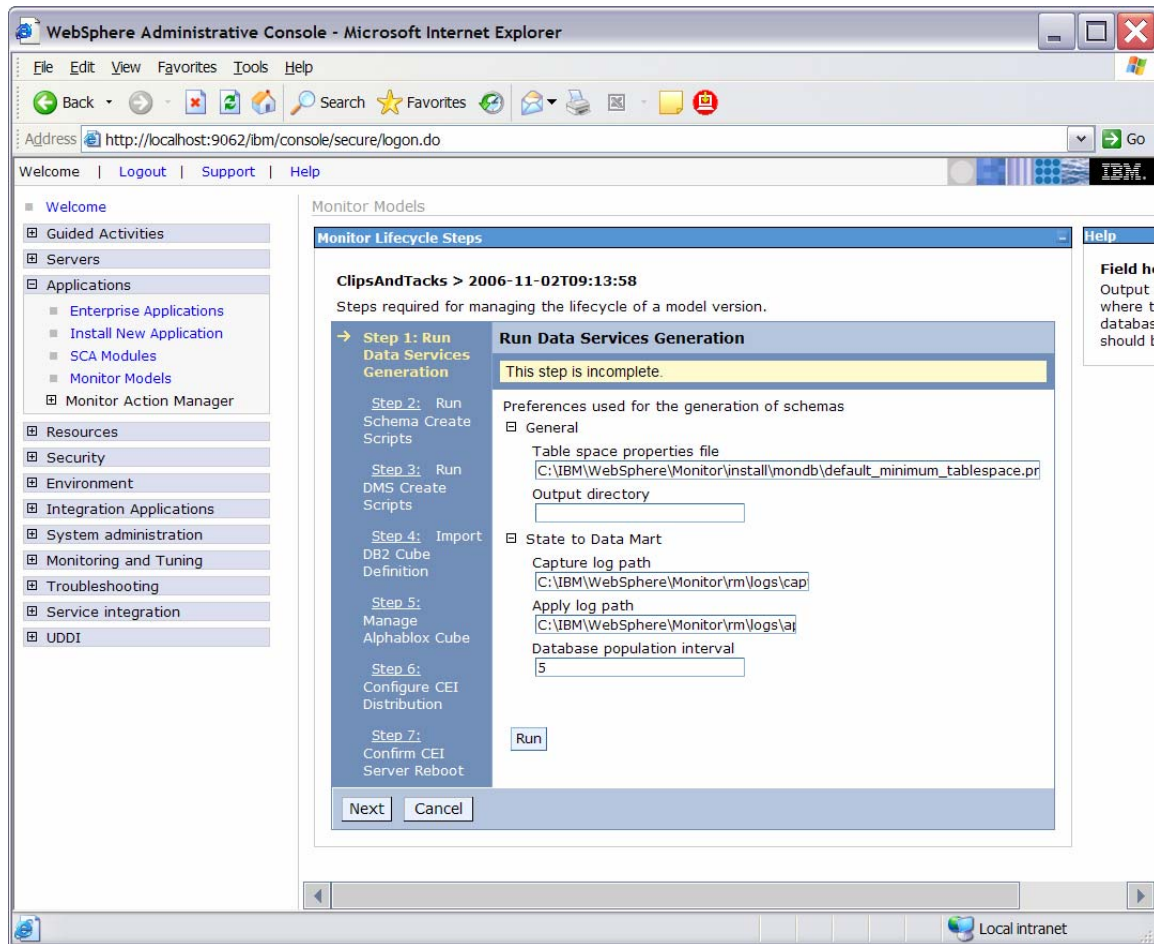 WebSphere Administrative Console - Microsoft Internet Explorer
File Edit View Favorites Tools Help
Back Search Favorites
Address http://localhost:9062/ibm/console/secure/logon.do Go
Welcome | Logout | Support | Help IBM.
Welcome
Guided Activities
Servers
Applications
Enterprise Applications
Install New Application
SCA Modules
Monitor Models
Monitor Action Manager
Resources
Security
Environment
Integration Applications
System administration
Monitoring and Tuning
Troubleshooting
Service integration
UDDI
Monitor Models
Monitor Lifecycle Steps
ClipsAndTacks > 2006-11-02T09:13:58
Steps required for managing the lifecycle of a model version.
Step 1: Run
Data Services
Generation
Step 2: Run
Schema Create
Scripts
Step 3: Run
DMS Create
Scripts
Step 4: Import
DB2 Cube
Definition
Step 5:
Manage
Alphablox Cube
Step 6:
Configure CEI
Distribution
Step 7:
Confirm CEI
Server Reboot
Run Data Services Generation
This step is incomplete.
Preferences used for the generation of schemas
General
Table space properties file
C:\IBM\WebSphere\Monitor\install\mondb\default_minimum_tablespace.pr
Output directory
State to Data Mart
Capture log path
C:\IBM\WebSphere\Monitor\rm\logs\cap
Apply log path
C:\IBM\WebSphere\Monitor\rm\logs\a
Database population interval
5
Run
Next Cancel
Help
Field h
Output
where t
databas
should b
Local intranet